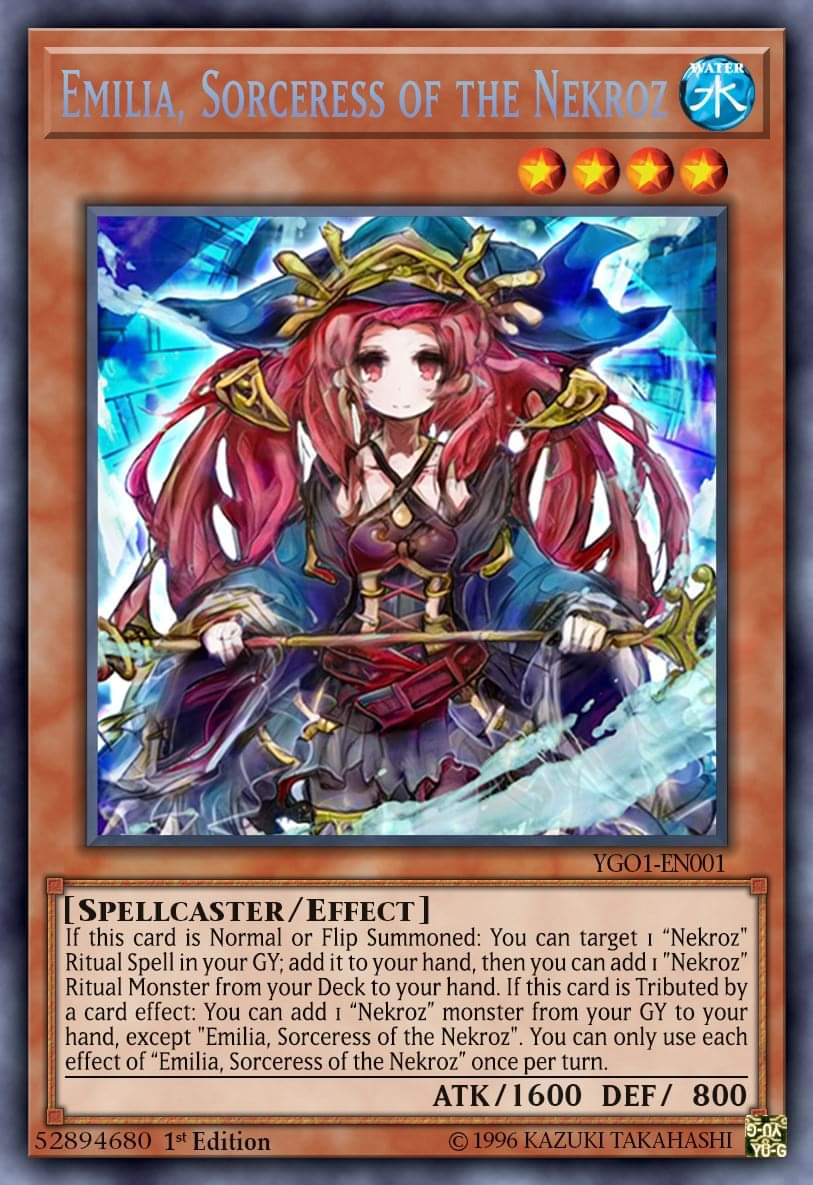 Emilia, Sorceress of the Nekroz
WATER
水
YGO1-EN001
[Spellcaster/Effect]
If this card is Normal or Flip Summoned: You can target 1 “Nekroz"
Ritual Spell in your GY; add it to your hand, then you can add 1 "Nekroz”
Ritual Monster from your Deck to your hand. If this card is Tributed by
a card effect: You can add 1 “Nekroz” monster from your GY to your
hand, except "Emilia, Sorceress of the Nekroz". You can only use each
effect of “Emilia, Sorceress of the Nekroz” once per turn.
ATK/1600 DEF/ 800
52894680 1st Edition ©1996 KAZUKI TAKAHASHI
YU-G
YU-G